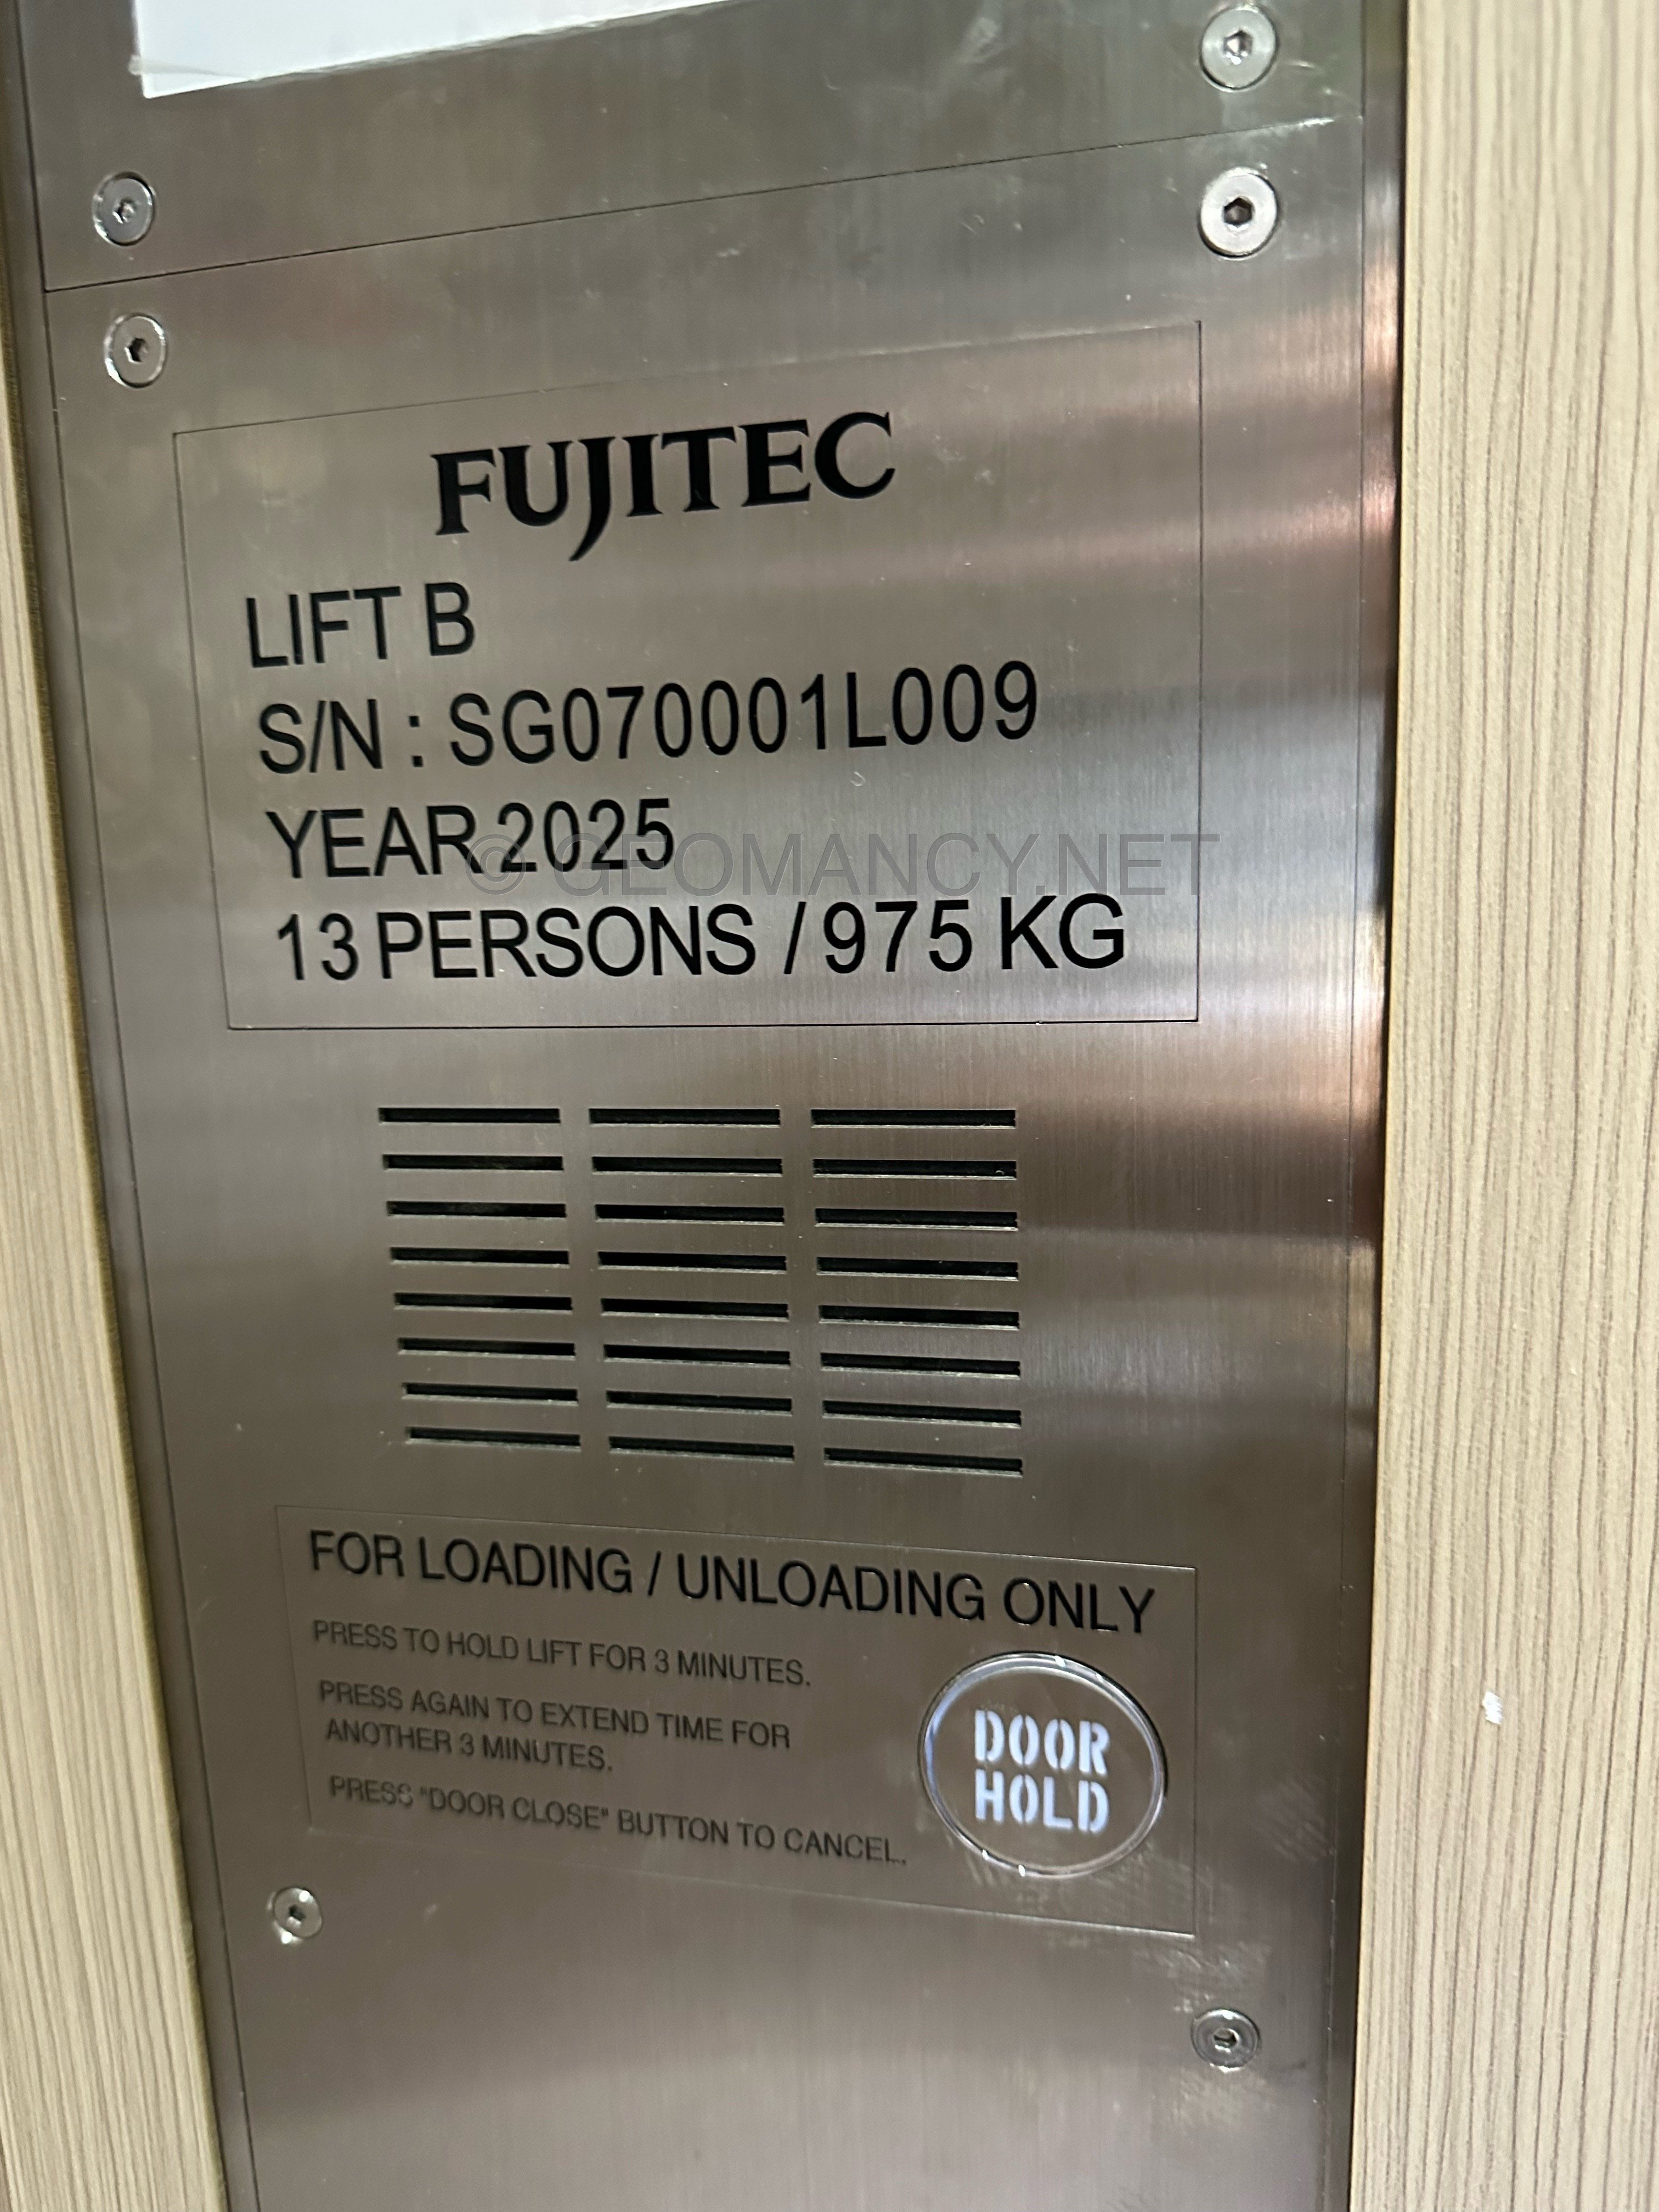 FUJITEC
LIFT B
S/N : SG070001L009
YEAR 2025
© GEOMANCY.NET
13 PERSONS / 975 KG
FOR LOADING / UNLOADING ONLY
PRESS TO HOLD LIFT FOR 3 MINUTES.
PRESS AGAIN TO EXTEND TIME FOR
ANOTHER 3 MINUTES.
PRESS "DOOR CLOSE" BUTTON TO CANCEL.
DOOR
HOLD